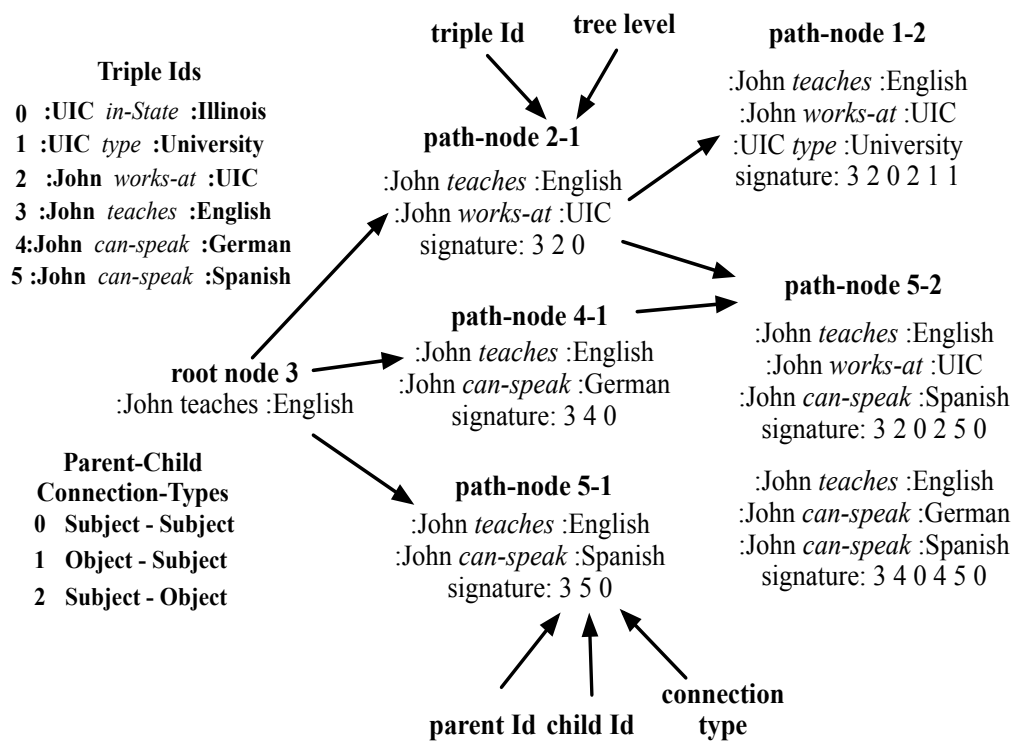 triple Id
tree level
path-node 1-2
:John teaches :English
:John works-at :UIC
:UIC type :University
signature: 3 2 0 2 1 1
Triple Ids
0 :UIC in-State :Illinois
1 :UIC type :University
2 :John works-at :UIC
3 :John teaches :English
4:John can-speak :German
5 :John can-speak :Spanish
path-node 2-1
:John teaches :English
:John works-at :UIC
signature: 3 2 0
path-node 5-2
:John teaches :English
:John works-at :UIC
:John can-speak :Spanish
signature: 3 2 0 2 5 0
:John teaches :English
:John can-speak :German
:John can-speak :Spanish
signature: 3 4 0 4 5 0
path-node 4-1
:John teaches :English
:John can-speak :German
signature: 3 4 0
root node 3
:John teaches :English
Parent-Child
Connection-Types
0 Subject - Subject
1 Object - Subject
2 Subject - Object
path-node 5-1
:John teaches :English
:John can-speak :Spanish
signature: 3 5 0
parent Id
child Id
connection
type